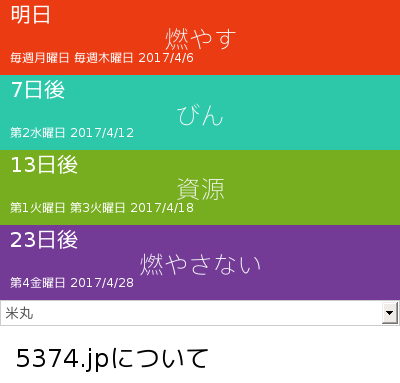 明日
燃やす
毎週月曜日 毎週木曜日 2017/4/6
7日後
びん
第2水曜日 2017/4/12
13日後
資源
第1火曜日 第3火曜日 2017/4/18
23日後
燃やさない
第4金曜日 2017/4/28
米丸
5374.jpについて